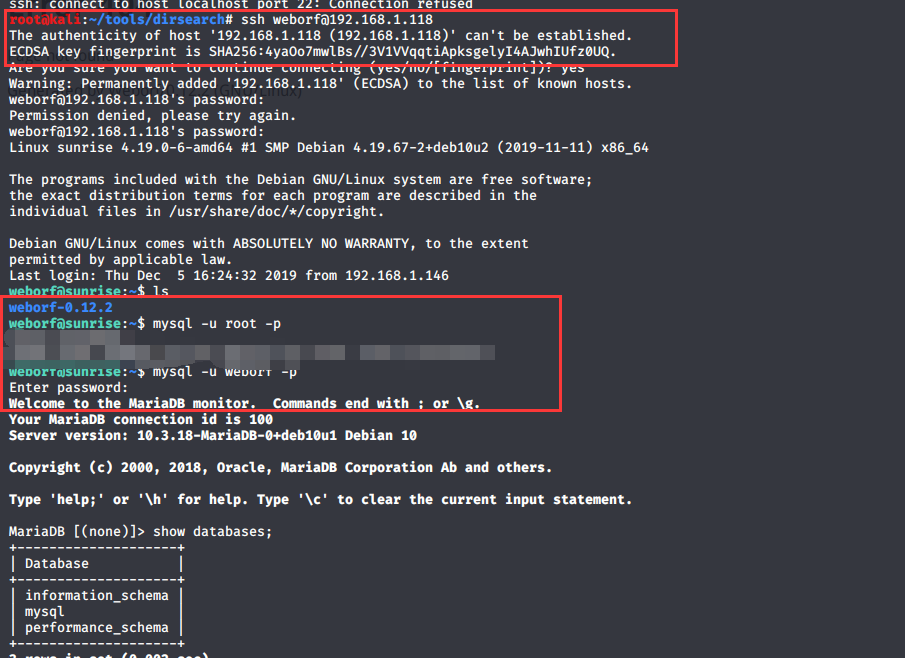 ssh: connect to host localhost port 22: Connection refused
root@kali:~/tools/dirsearch# ssh weborf@192.168.1.118
The authenticity of host '192.168.1.118 (192.168.1.118)' can't be established.
ECDSA key fingerprint is SHA256:4yaOo7mwlBs//3V1VVqqtiApksgelyI4AJwhIUfz0UQ.
Are you sure you want to continue connecting (yes/no/[fingerprint])? yes
Warning: Permanently added '192.168.1.118' (ECDSA) to the list of known hosts.
weborf@192.168.1.118's password:
Permission denied, please try again.
weborf@192.168.1.118's password:
Linux sunrise 4.19.0-6-amd64 #1 SMP Debian 4.19.67-2+deb10u2 (2019-11-11) x86_64
The programs included with the Debian GNU/Linux system are free software;
the exact distribution terms for each program are described in the
individual files in /usr/share/doc/*/copyright.
Debian GNU/Linux comes with ABSOLUTELY NO WARRANTY, to the extent
permitted by applicable law.
Last login: Thu Dec  5 16:24:32 2019 from 192.168.1.146
weborf@sunrise:~$ ls
weborf-0.12.2
weborf@sunrise:~$ mysql -u root -p
weborf@sunrise:~$ mysql -u weborf -p
Enter password:
Welcome to the MariaDB monitor.  Commands end with ; or \g.
Your MariaDB connection id is 100
Server version: 10.3.18-MariaDB-0+deb10u1 Debian 10
Copyright (c) 2000, 2018, Oracle, MariaDB Corporation Ab and others.
Type 'help;' or '\h' for help. Type '\c' to clear the current input statement.
MariaDB [(none)]> show databases;
+--------------------+
| Database           |
+--------------------+
| information_schema |
| mysql              |
| performance_schema |
+--------------------+
3 rows in set (0.002 sec)